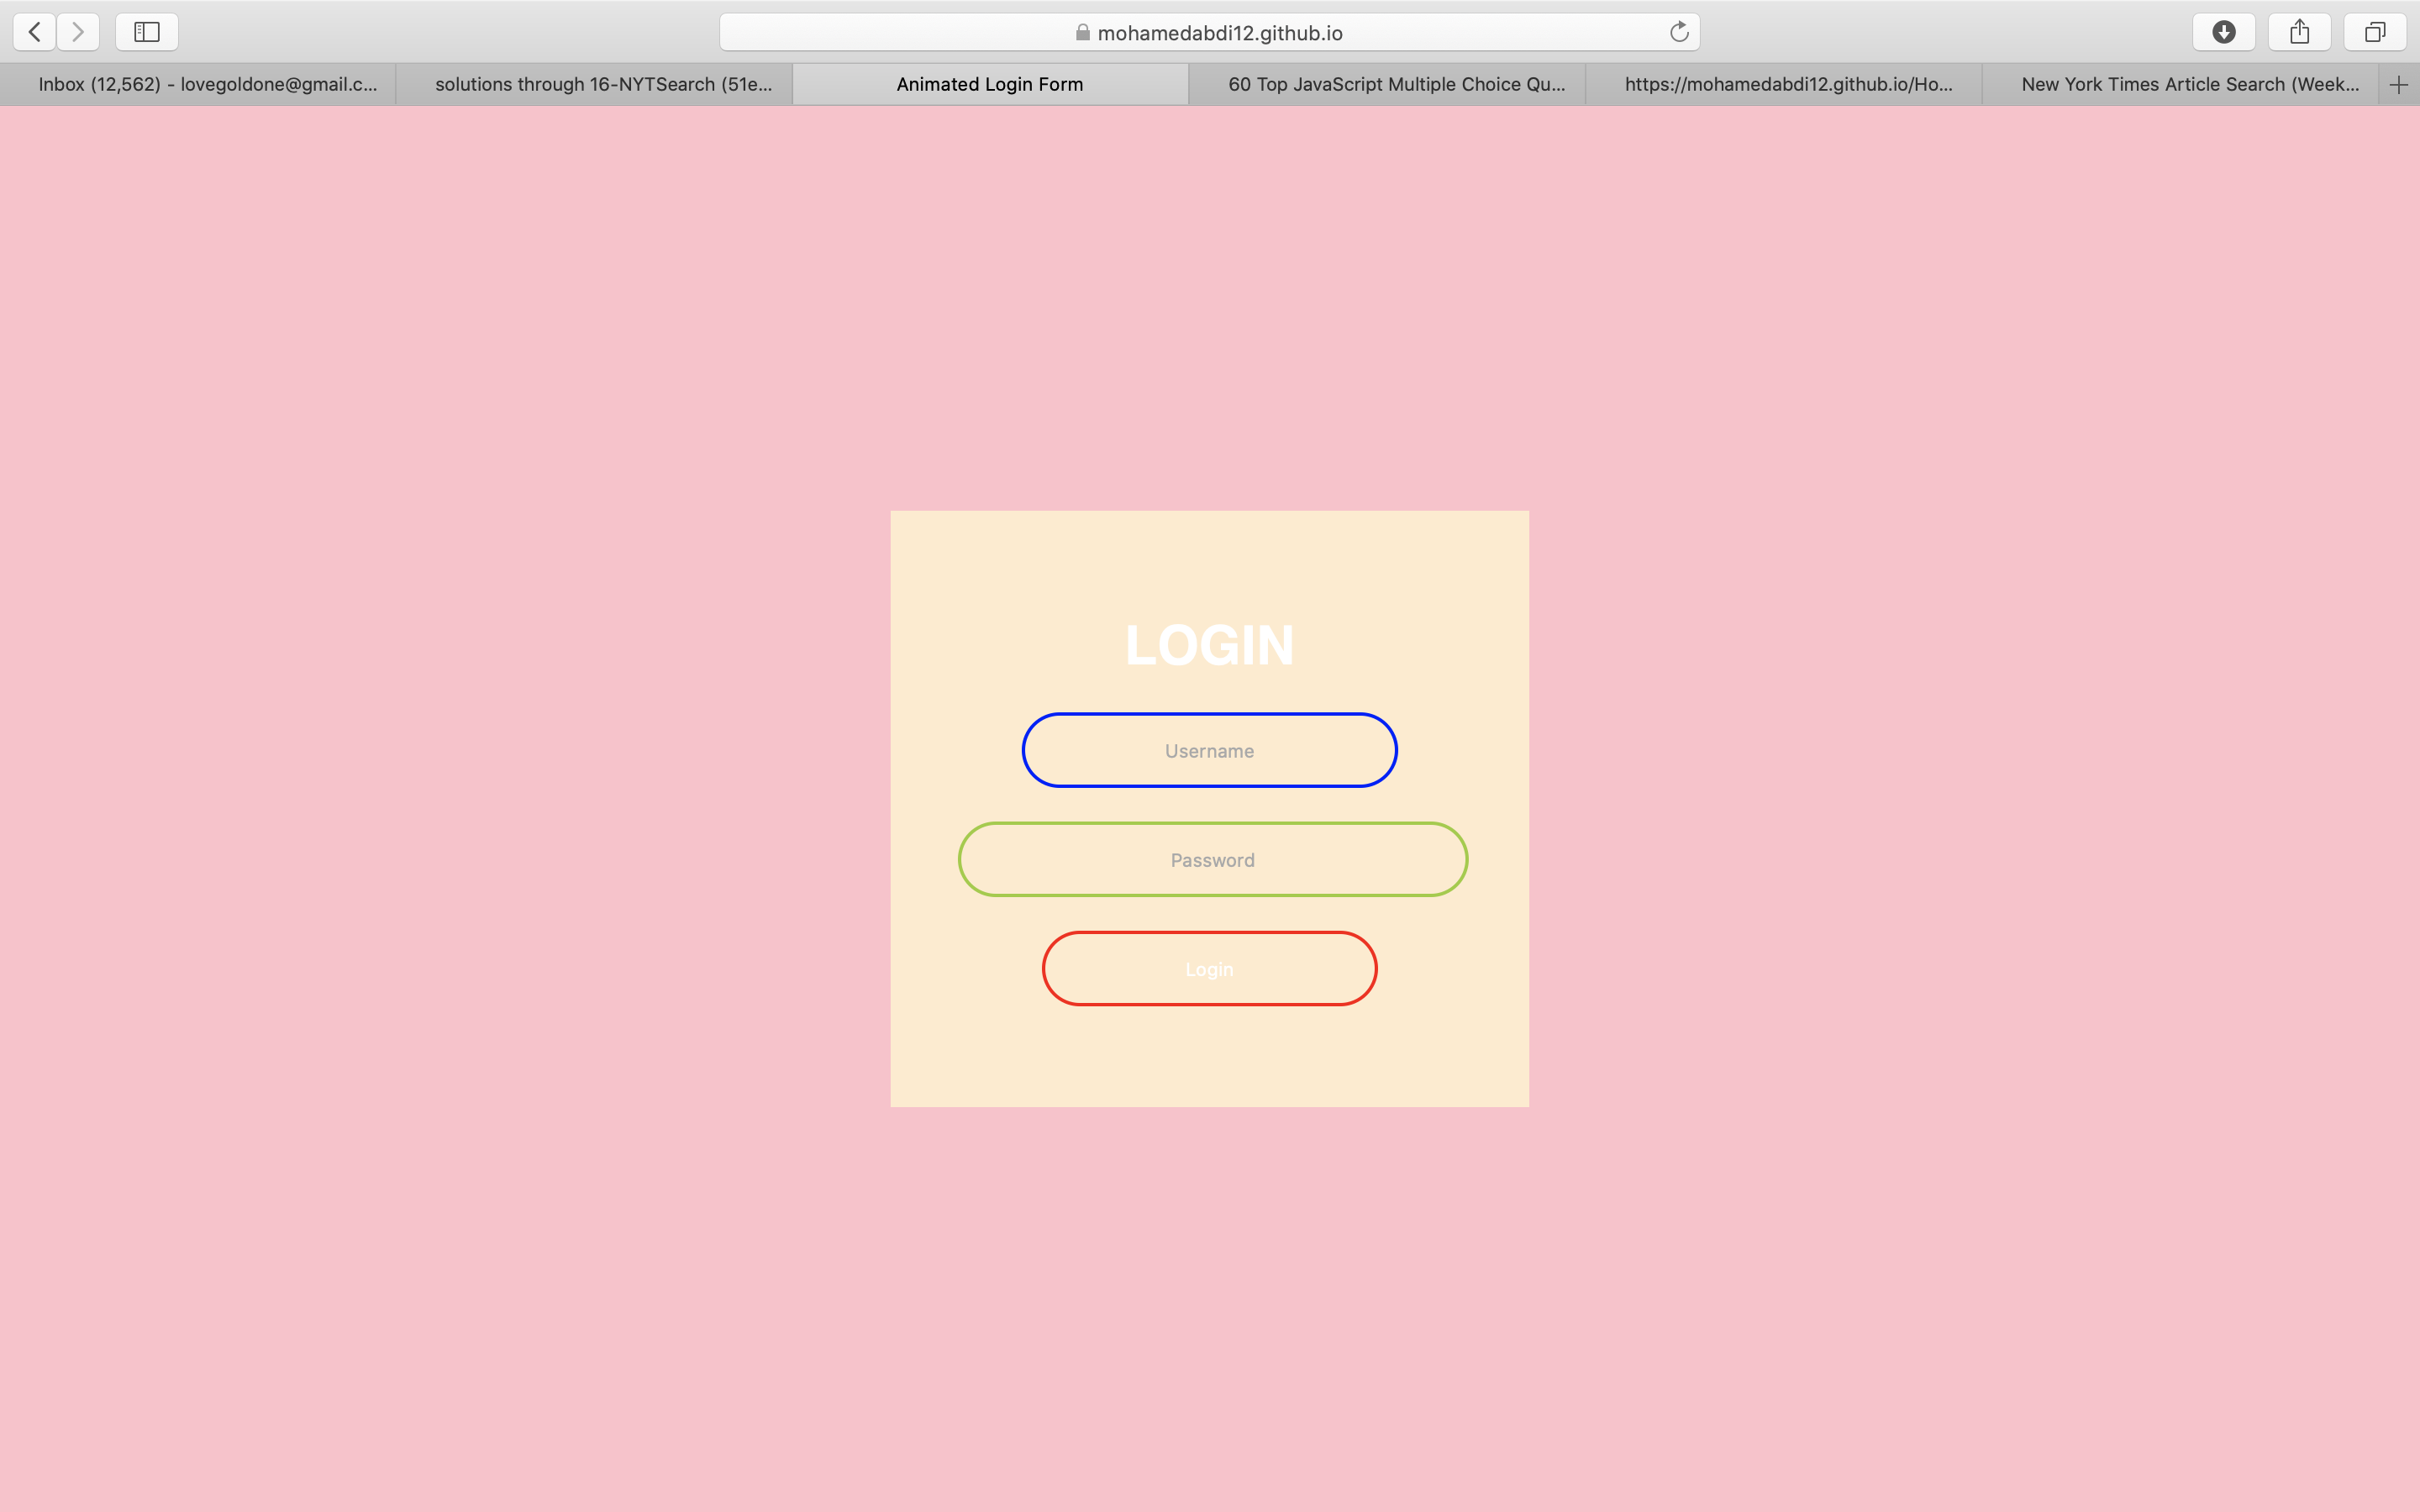 mohamedabdi12.github.io
Inbox (12,562) - lovegoldone@gmail.c...
solutions through 16-NYTSearch (51e...
Animated Login Form
60 Top JavaScript Multiple Choice Qu...
https://mohamedabdi12.github.io/Ho...
New York Times Article Search (Week...
LOGIN
Username
Password
Login